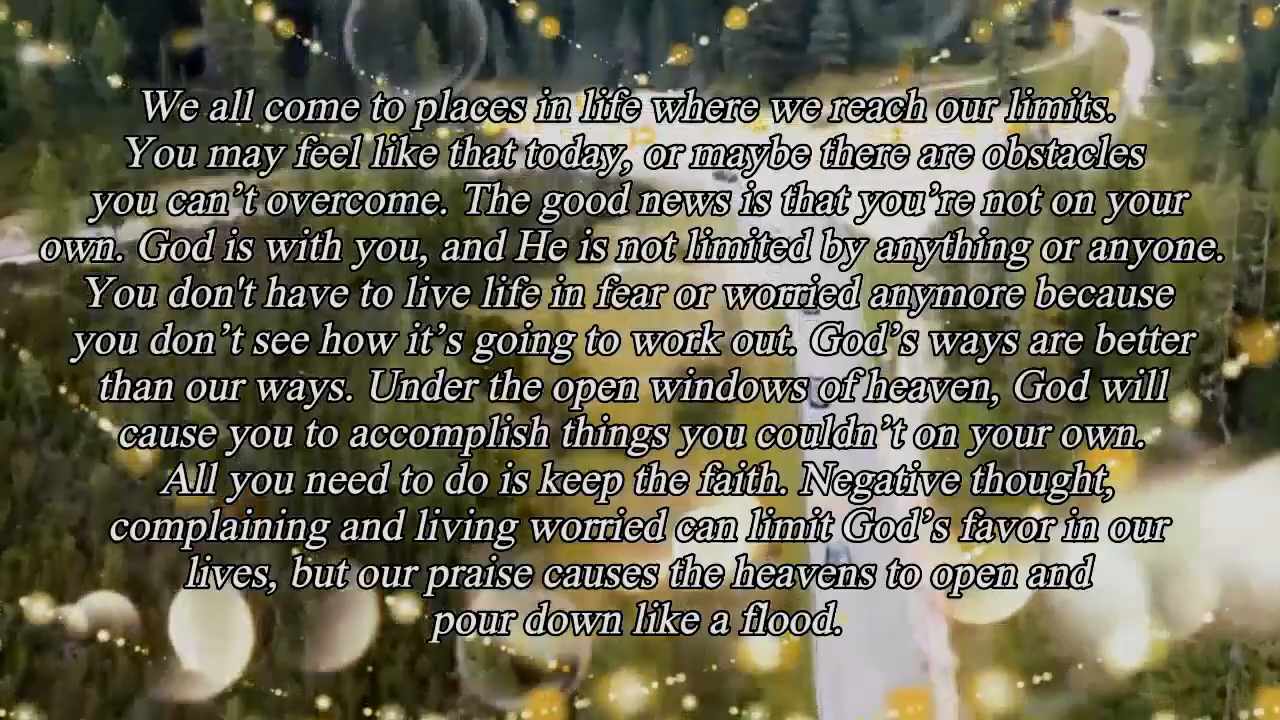 We all come to places in life where we reach our limits.
You may feel like that today, or maybe there are obstacles
you can’t overcome. The good news is that you’re not on your
own. God is with you, and He is not limited by anything or anyone.
You don't have to live life in fear or worried anymore because
you don’t see how it’s going to work out. God’s ways are better
than our ways. Under the open windows of heaven, God will
cause you to accomplish things you couldn’t on your own.
All you need to do is keep the faith. Negative thought,
complaining and living worried can limit God’s favor in our
lives, but our praise causes the heavens to open and
pour down like a flood.